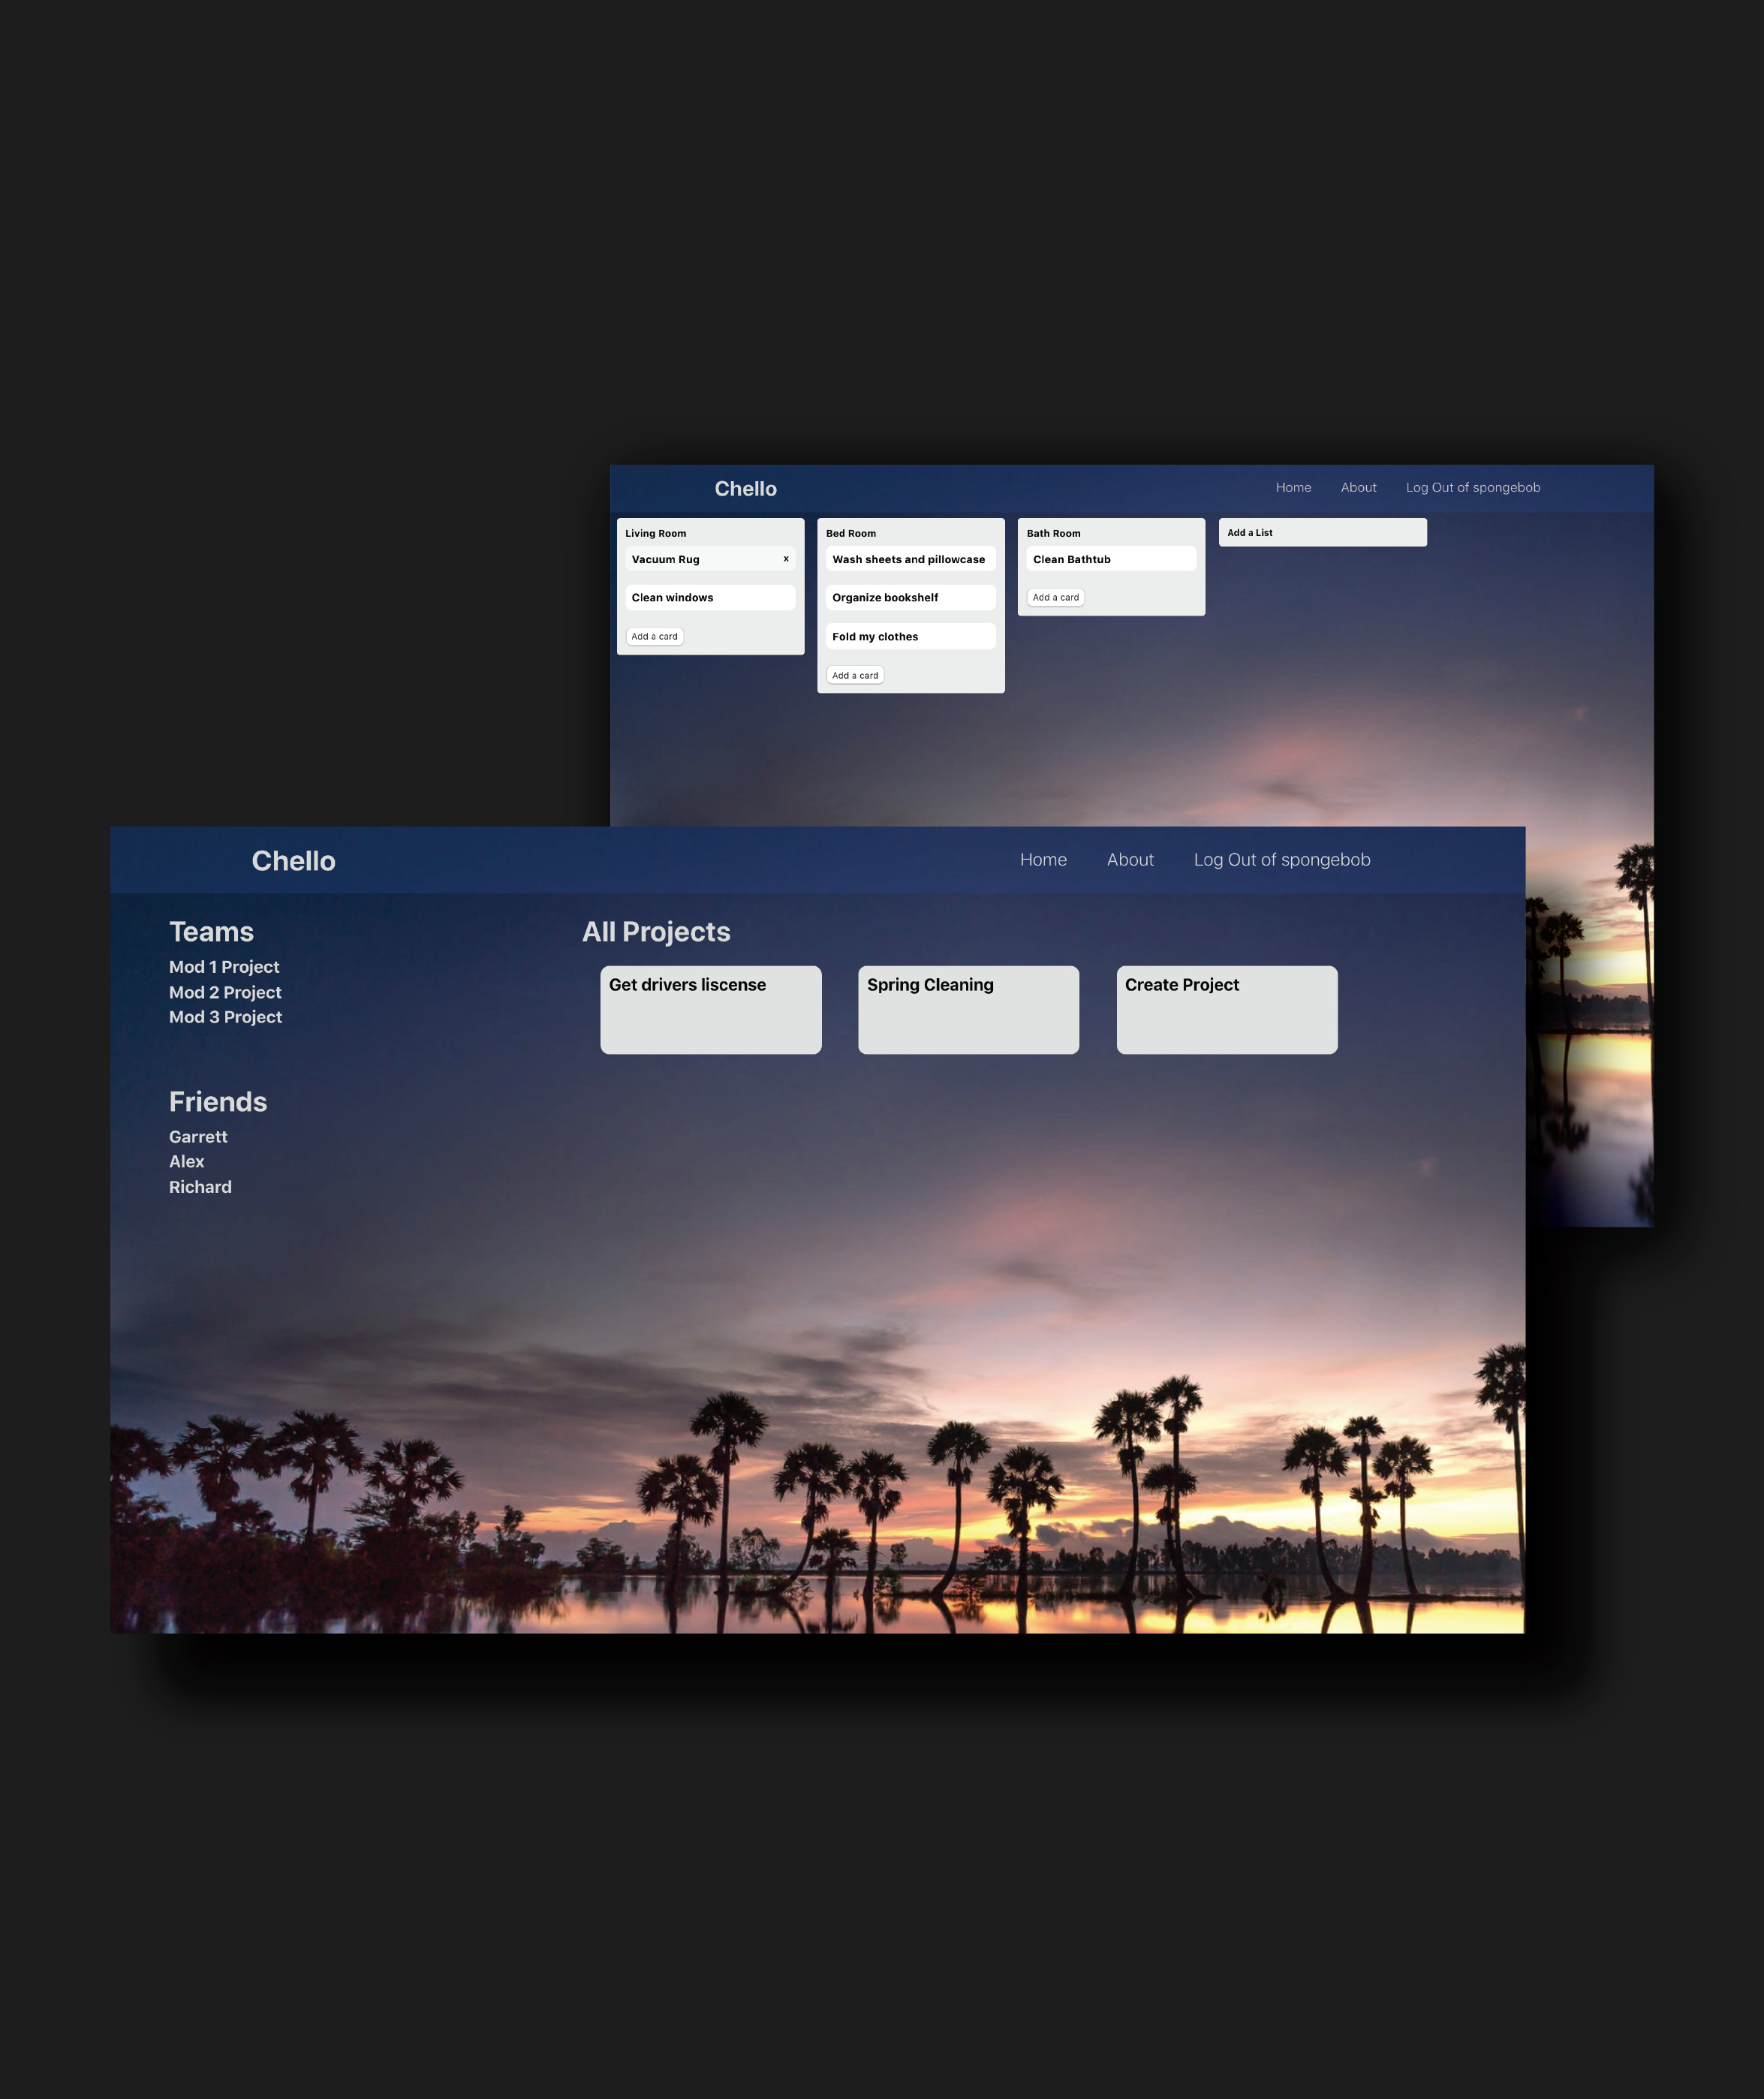 Chello
Home About Log Out of spongebob
Living Room
Vacuum Rug x
Clean windows
Add a card
Bed Room
Wash sheets and pillowcase
Organize bookshelf
Fold my clothes
Add a card
Bath Room
Clean Bathtub
Add a card
Add a List
Chello
Home About Log Out of spongebob
Teams
Mod 1 Project
Mod 2 Project
Mod 3 Project
Friends
Garrett
Alex
Richard
All Projects
Get drivers liscense
Spring Cleaning
Create Project